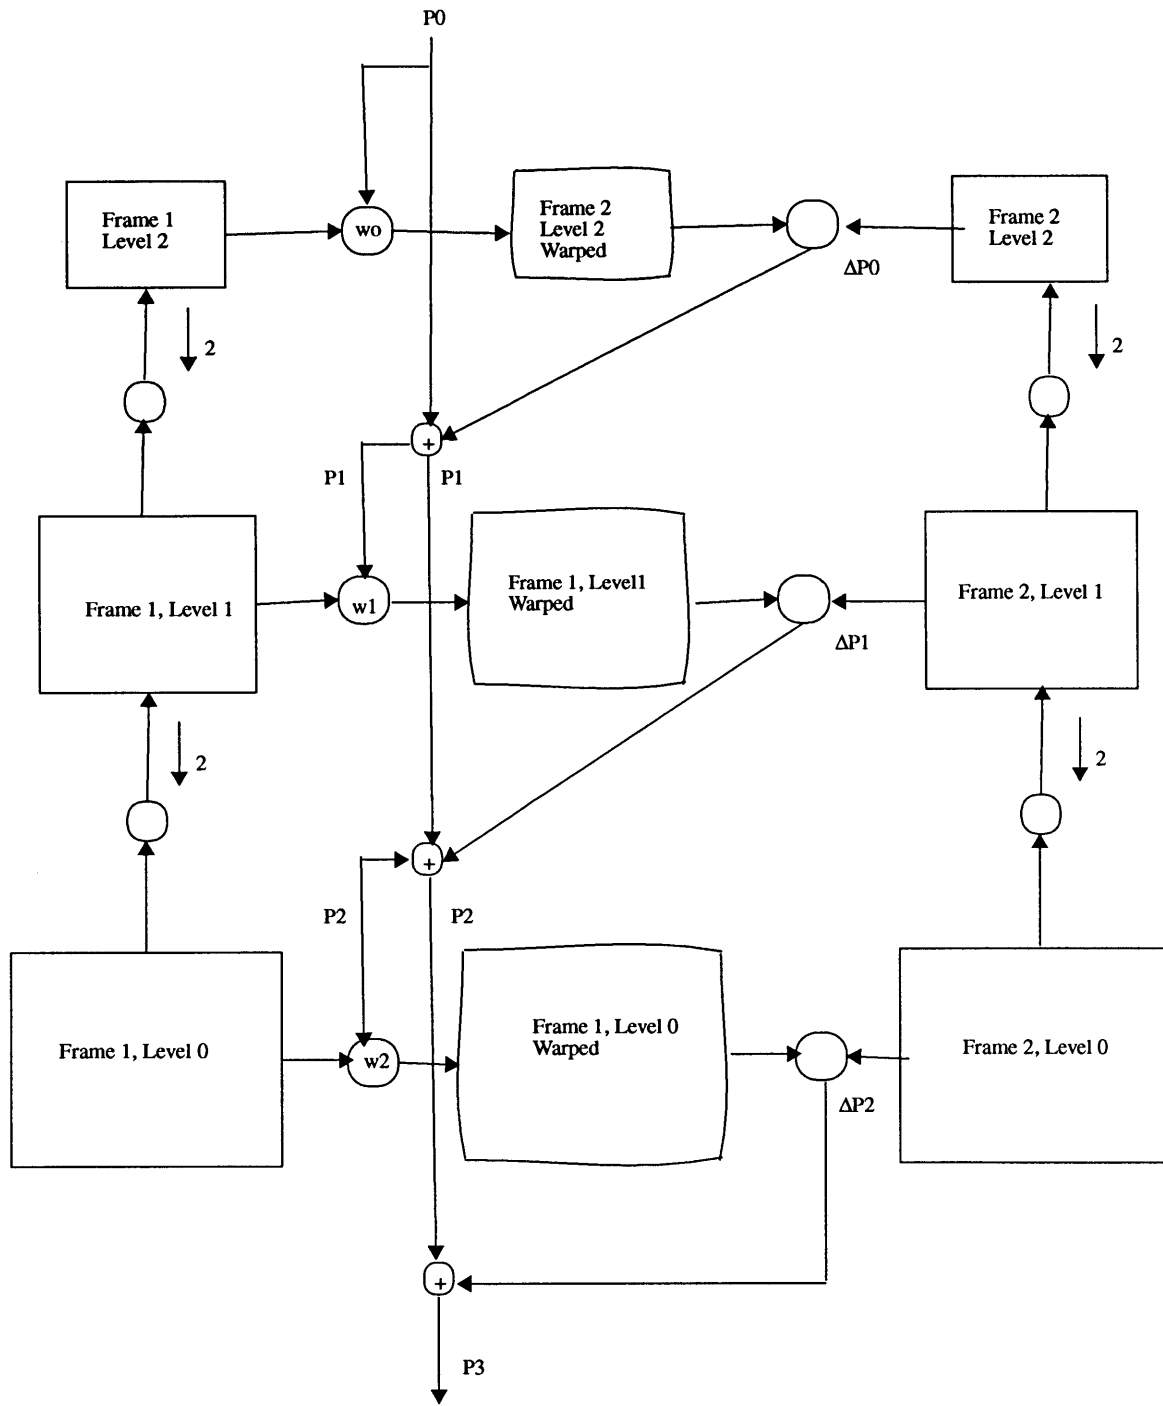 P0
Frame 1
Level 2
wo
Frame 2
Level 2
Warped
Frame 2
Level 2
ΔP0
2
2
+
P1
P1
Frame 1, Level 1
w1
Frame 1, Level1
Warped
Frame 2, Level 1
ΔP1
2
2
+
P2
P2
Frame 1, Level 0
w2
Frame 1, Level 0
Warped
Frame 2, Level 0
ΔP2
+
P3